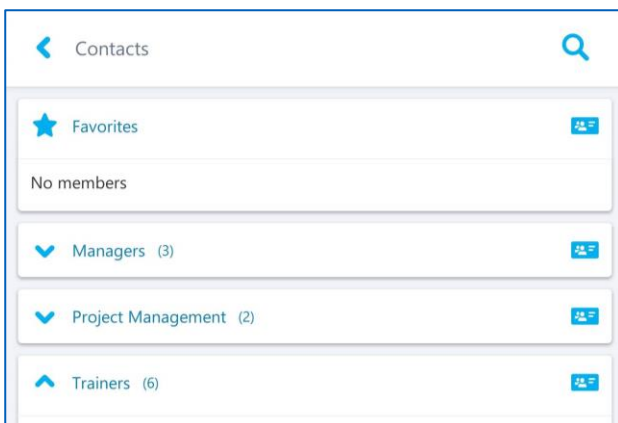 Contacts
Favorites
No members
Managers (3)
Project Management (2)
Trainers (6)